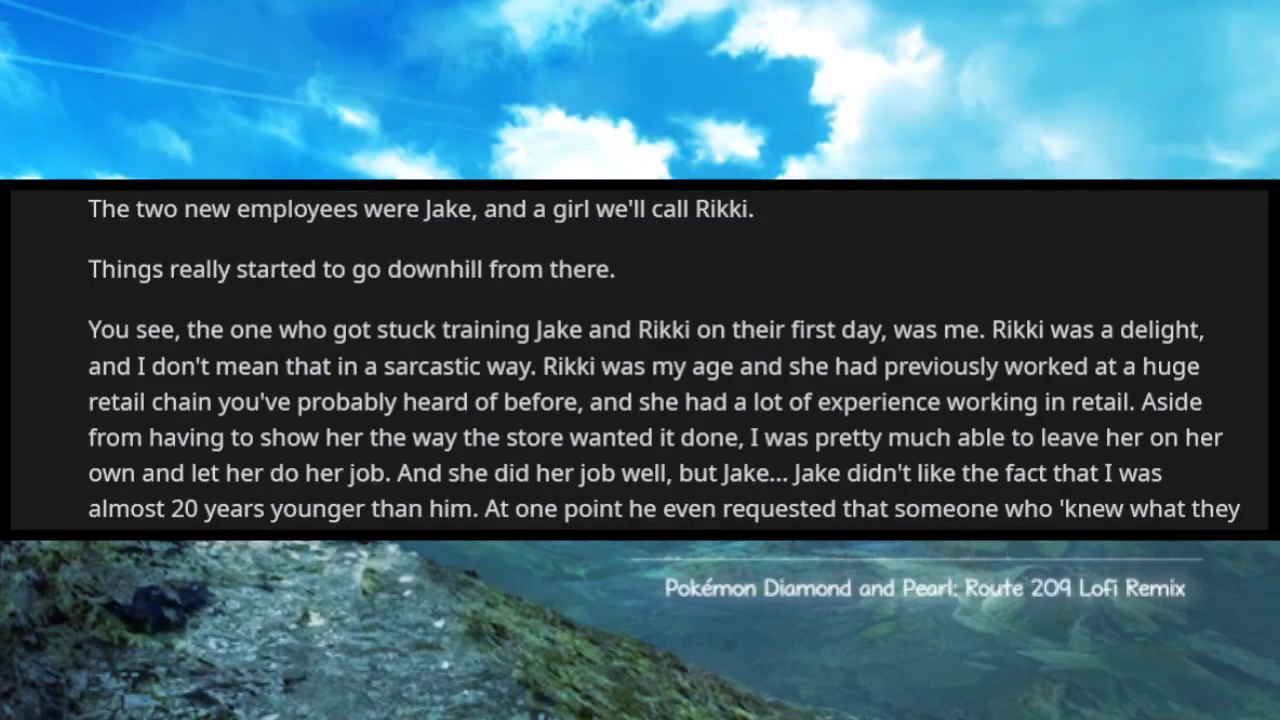 The two new employees were Jake, and a girl we'll call Rikki.
Things really started to go downhill from there.
You see, the one who got stuck training Jake and Rikki on their first day, was me. Rikki was a delight,
and I don't mean that in a sarcastic way. Rikki was my age and she had previously worked at a huge
retail chain you've probably heard of before, and she had a lot of experience working in retail. Aside
from having to show her the way the store wanted it done, I was pretty much able to leave her on her
own and let her do her job. And she did her job well, but Jake... Jake didn't like the fact that I was
almost 20 years younger than him. At one point he even requested that someone who 'knew what they
Pokémon Diamond and Pearl: Route 209 Lofi Remix